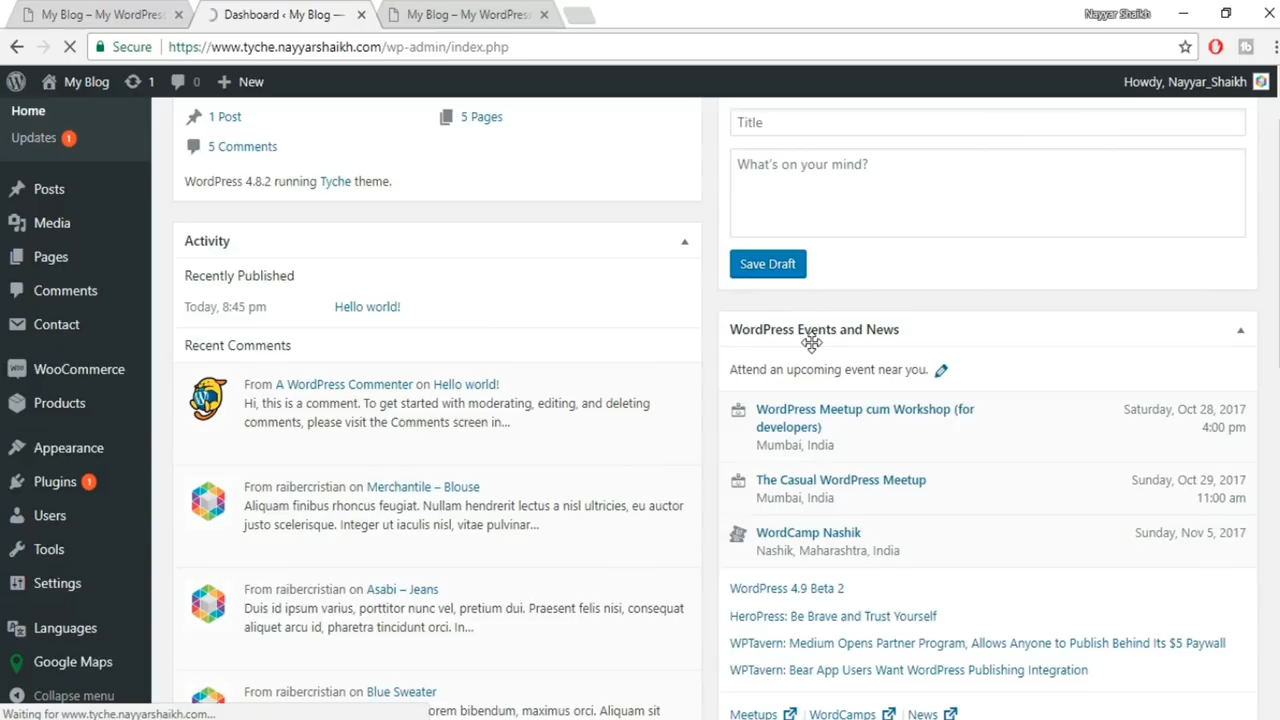 My Blog – My WordPress
Dashboard ‹ My Blog —
My Blog – My WordPress
Nayyar Shaikh
Secure
https://www.tyche.nayyarshaikh.com/wp-admin/index.php
My Blog
1
0
New
Howdy, Nayyar_Shaikh
Home
Updates 1
Posts
Media
Pages
Comments
Contact
WooCommerce
Products
Appearance
Plugins 1
Users
Tools
Settings
Languages
Google Maps
Collapse menu
Waiting for www.tyche.nayyarshaikh.com...
1 Post
5 Pages
5 Comments
WordPress 4.8.2 running Tyche theme.
Activity
Recently Published
Today, 8:45 pm Hello world!
Recent Comments
From A WordPress Commenter on Hello world!
Hi, this is a comment. To get started with moderating, editing, and deleting
comments, please visit the Comments screen in...
From raibercristian on Merchantile – Blouse
Aliquam finibus rhoncus feugiat. Nullam hendrerit lectus a nisl ultricies, eu auctor
justo scelerisque. Integer ut iaculis nisl, vitae pulvinar...
From raibercristian on Asabi – Jeans
Duis id ipsum varius, porttitor nunc vel, pretium dui. Praesent felis nisi, consequat
aliquet arcu id, pharetra tincidunt orci. In...
From raibercristian on Blue Sweater
lorem bibendum, maximus orci. Aliquam sit
Title
What's on your mind?
Save Draft
WordPress Events and News
Attend an upcoming event near you.
WordPress Meetup cum Workshop (for
developers)
Mumbai, India
Saturday, Oct 28, 2017
4:00 pm
The Casual WordPress Meetup
Mumbai, India
Sunday, Oct 29, 2017
11:00 am
WordCamp Nashik
Nashik, Maharashtra, India
Sunday, Nov 5, 2017
WordPress 4.9 Beta 2
HeroPress: Be Brave and Trust Yourself
WPTavern: Medium Opens Partner Program, Allows Anyone to Publish Behind Its $5 Paywall
WPTavern: Bear App Users Want WordPress Publishing Integration
Meetups | WordCamps | News